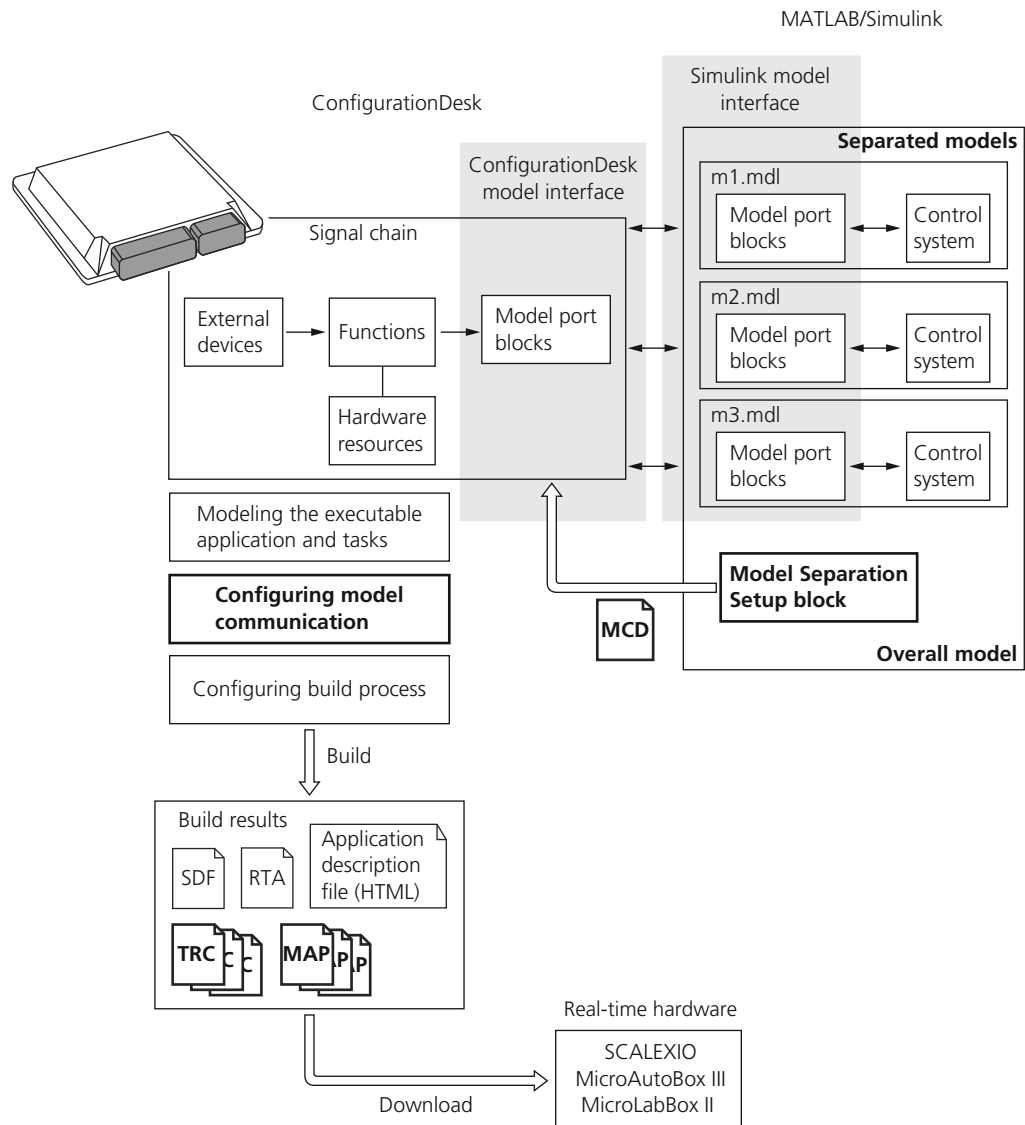 MATLAB/Simulink
ConfigurationDesk
Simulink model
interface
ConfigurationDesk
model interface
Separated models
Signal chain
External
devices
Functions
Hardware
resources
Model port
blocks
m1.mdl
Model port
blocks
Control
system
m2.mdl
Model port
blocks
Control
system
m3.mdl
Model port
blocks
Control
system
Model Separation
Setup block
MCD
Overall model
Modeling the executable
application and tasks
Configuring model
communication
Configuring build process
Build
Build results
SDF
RTA
Application
description
file (HTML)
TRC
C
C
MAP
AP
AP
Download
Real-time hardware
SCALEXIO
MicroAutoBox III
MicroLabBox II